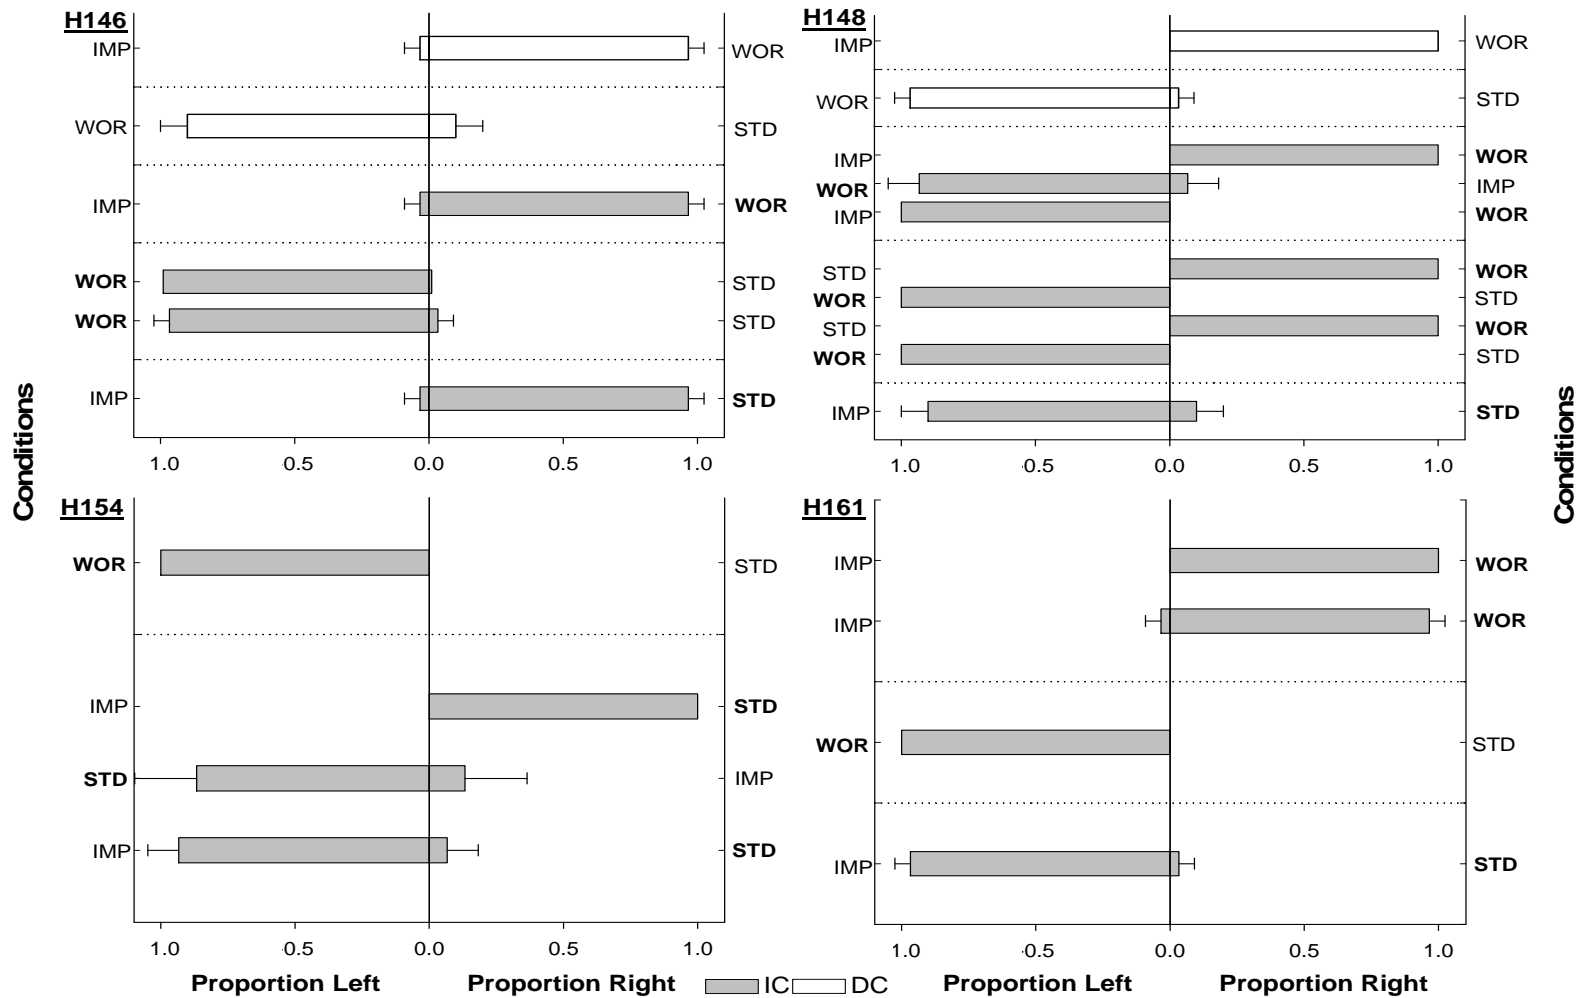 H146
IMP WOR
WOR STD
IMP WOR
WOR STD
WOR STD
IMP STD
1.0 0.5 0.0 0.5 1.0
H148
IMP WOR
WOR STD
IMP WOR
WOR IMP
IMP WOR
STD WOR
WOR STD
STD WOR
WOR STD
IMP STD
1.0 0.5 0.0 0.5 1.0
Conditions
Conditions
H154
WOR STD
IMP STD
STD IMP
IMP STD
1.0 0.5 0.0 0.5 1.0
H161
IMP WOR
IMP WOR
WOR STD
IMP STD
1.0 0.5 0.0 0.5 1.0
Proportion Left Proportion Right IC DC Proportion Left Proportion Right